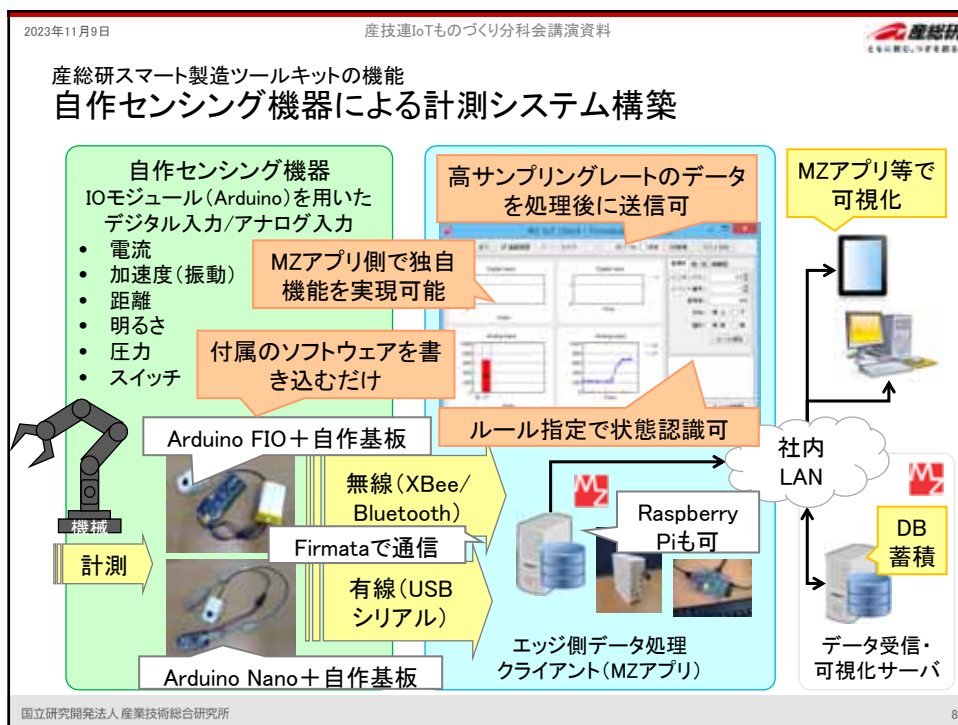 2023年11月9日
産技連IoTものづくり分科会講演資料
産総研
ともに挑む。つぎを創る。
産総研スマート製造ツールキットの機能
自作センシング機器による計測システム構築
自作センシング機器
IOモジュール(Arduino)を用いた
デジタル入力/アナログ入力
• 電流
• 加速度(振動)
• 距離
• 明るさ
• 圧力
• スイッチ
高サンプリングレートのデータ
を処理後に送信可
MZアプリ側で独自
機能を実現可能
付属のソフトウェアを書
き込むだけ
ルール指定で状態認識可
MZアプリ等で
可視化
機械
計測
Arduino FIO+自作基板
無線(XBee/
Bluetooth)
Firmataで通信
有線(USB
シリアル)
Arduino Nano+自作基板
MZ
Raspberry
Piも可
エッジ側データ処理
クライアント(MZアプリ)
社内
LAN
MZ
DB
蓄積
データ受信・
可視化サーバ
国立研究開発法人 産業技術総合研究所
8